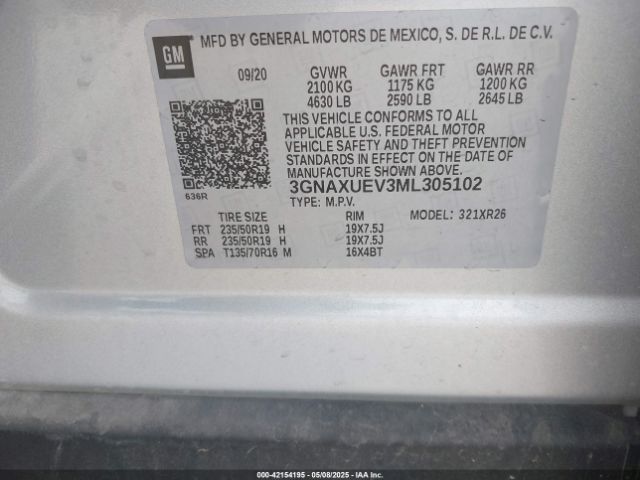 GM
MFD BY GENERAL MOTORS DE MEXICO, S. DE R.L. DE C.V.
09/20 GVWR GAWR FRT GAWR RR
2100 KG 1175 KG 1200 KG
4630 LB 2590 LB 2645 LB
THIS VEHICLE CONFORMS TO ALL
APPLICABLE U.S. FEDERAL MOTOR
VEHICLE SAFETY AND THEFT PREVENTION
STANDARDS IN EFFECT ON THE DATE OF
MANUFACTURE SHOWN ABOVE.
636R 3GNAXUEV3ML305102
TYPE: M.P.V. MODEL: 321XR26
TIRE SIZE RIM
FRT 235/50R19 H 19X7.5J
RR 235/50R19 H 19X7.5J
SPA T135/70R16 M 16X4BT
000-42154195 - 05/08/2025 - IAAI.COM